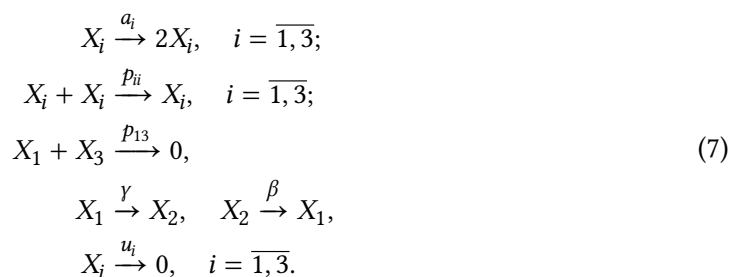 X_i \xrightarrow{a_i} 2X_i, \quad i = \overline{1,3};
X_i + X_i \xrightarrow{p_{ii}} X_i, \quad i = \overline{1,3};
X_1 + X_3 \xrightarrow{p_{13}} 0, \quad (7)
X_1 \xrightarrow{\gamma} X_2, \quad X_2 \xrightarrow{\beta} X_1,
X_i \xrightarrow{u_i} 0, \quad i = \overline{1,3}.